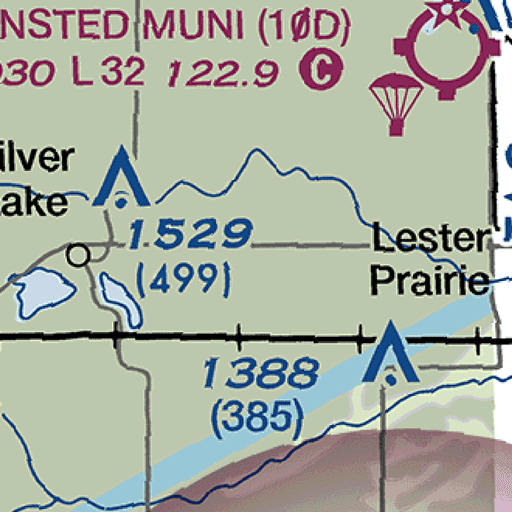 NSTED MUNI (10D)
030 L 32 122.9 C
ilver
ake
1529
(499)
Lester
Prairie
1388
(385)